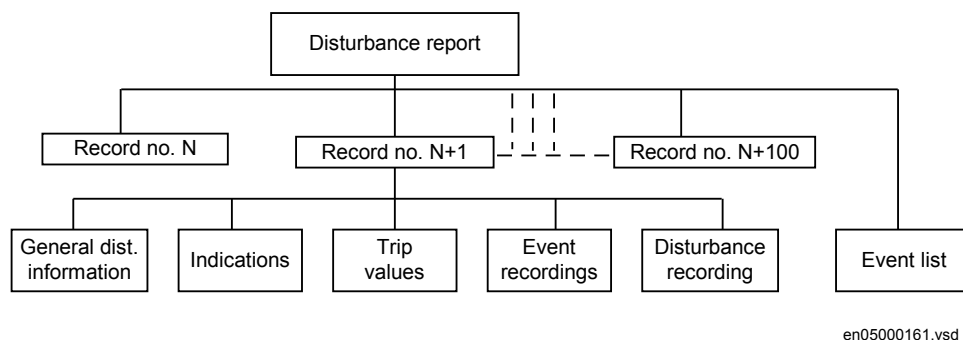 Disturbance report
Record no. N
Record no. N+1
Record no. N+100
General dist.
information
Indications
Trip
values
Event
recordings
Disturbance
recording
Event list
en05000161.vsd